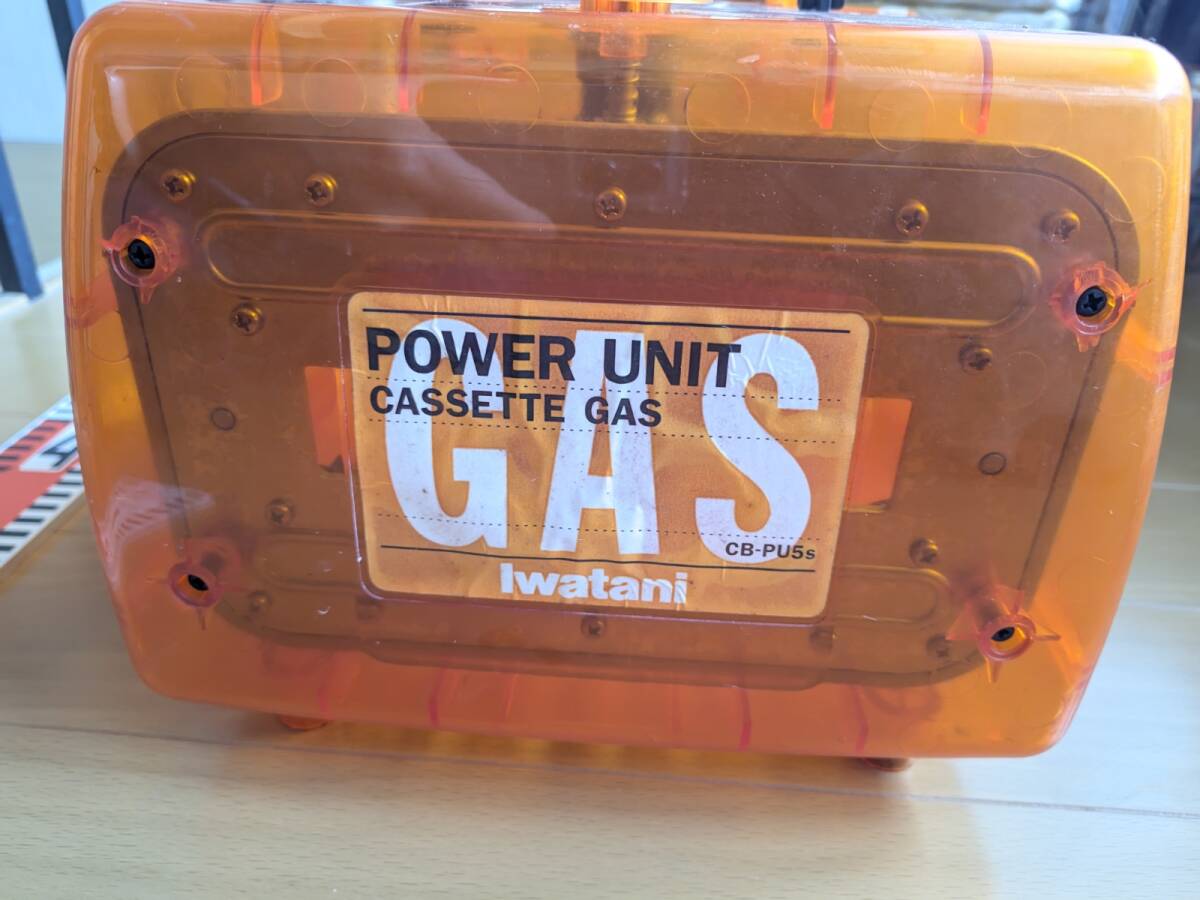 POWER UNIT
CASSETTE GAS
GAS
CB-PU5s
Iwatani